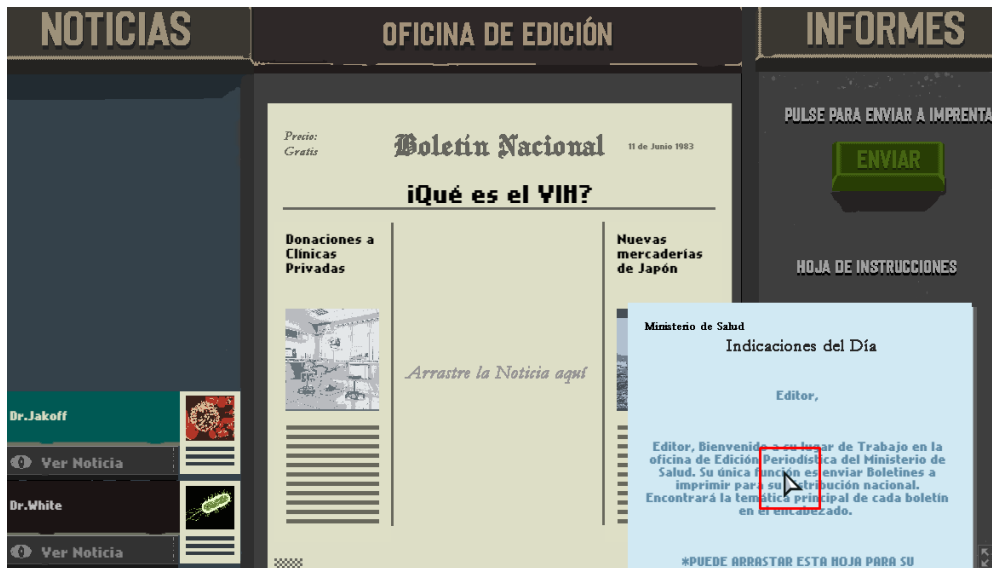 NOTICIAS
OFICINA DE EDICIÓN
INFORMES
PULSE PARA ENVIAR A IMPRENTA
ENVIAR
HOJA DE INSTRUCCIONES
Precio:
Gratis
Boletín Nacional
11 de Junio 1983
¡Qué es el VIH?
Donaciones a
Clínicas
Privadas
Arrastre la Noticia aquí
Nuevas
mercaderías
de Japón
Dr.Jakoff
Ver Noticia
Dr.White
Ver Noticia
Ministerio de Salud
Indicaciones del Día
Editor,
Editor, Bienvenido a su lugar de Trabajo en la
oficina de Edición Periodística del Ministerio de
Salud. Su única función es enviar Boletines a
imprimir para su distribución nacional.
Encontrará la temática principal de cada boletín
en el encabezado.
*PUEDE ARRASTAR ESTA HOJA PARA SU